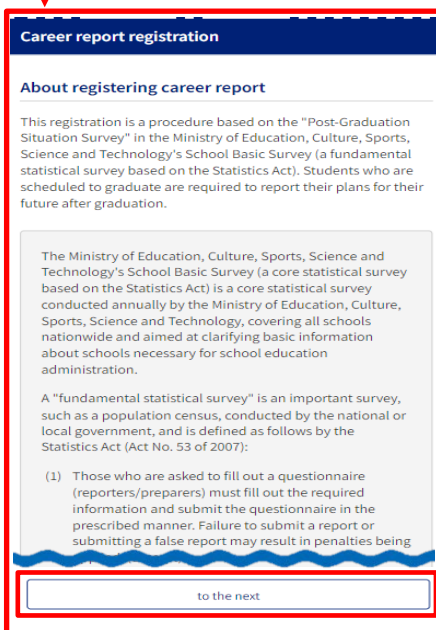 Career report registration
About registering career report
This registration is a procedure based on the "Post-Graduation
Situation Survey" in the Ministry of Education, Culture, Sports,
Science and Technology's School Basic Survey (a fundamental
statistical survey based on the Statistics Act). Students who are
scheduled to graduate are required to report their plans for their
future after graduation.
The Ministry of Education, Culture, Sports, Science and
Technology's School Basic Survey (a core statistical survey
based on the Statistics Act) is a core statistical survey
conducted annually by the Ministry of Education, Culture,
Sports, Science and Technology, covering all schools
nationwide and aimed at clarifying basic information
about schools necessary for school education
administration.
A "fundamental statistical survey" is an important survey,
such as a population census, conducted by the national or
local government, and is defined as follows by the
Statistics Act (Act No. 53 of 2007):
(1) Those who are asked to fill out a questionnaire
(reporters/preparers) must fill out the required
information and submit the questionnaire in the
prescribed manner. Failure to submit a report or
submitting a false report may result in penalties being
to the next